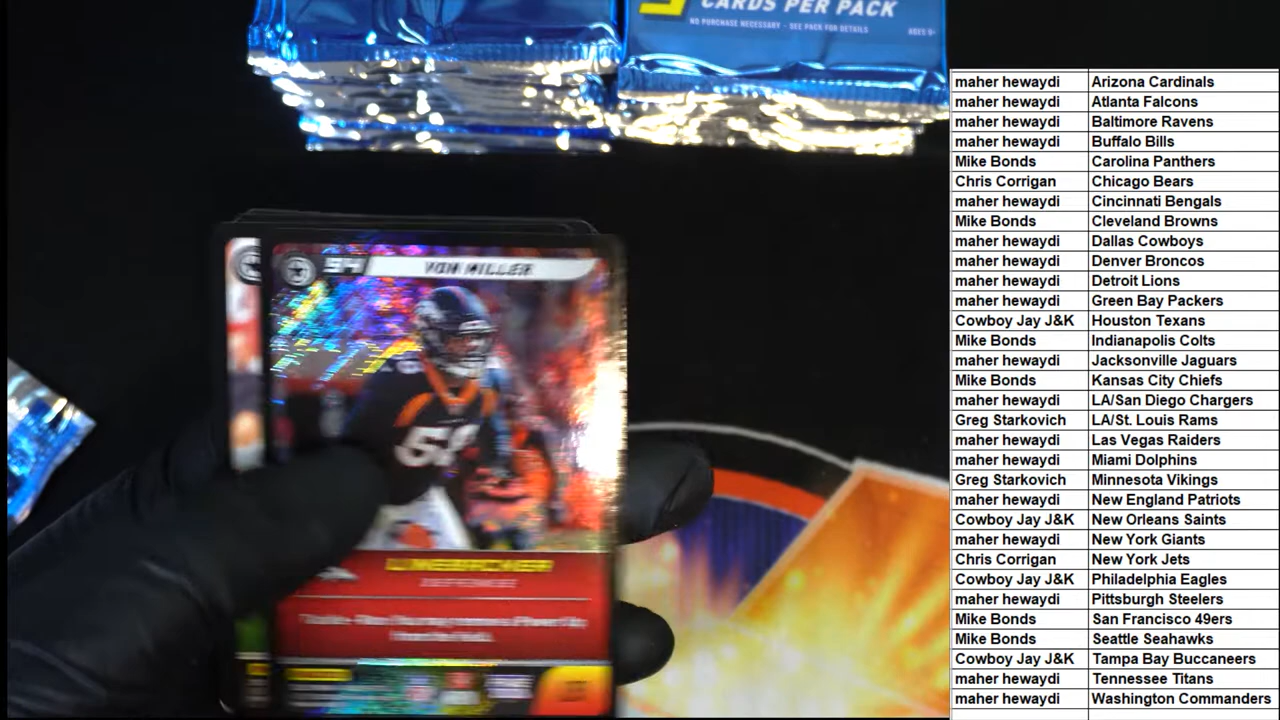 CARDS PER PACK
NO PURCHASE NECESSARY - SEE PACK FOR DETAILS
AGES 9+
94 VON MILLER
LINEBACKER
DEFENSE
maher hewaydi Arizona Cardinals
maher hewaydi Atlanta Falcons
maher hewaydi Baltimore Ravens
maher hewaydi Buffalo Bills
Mike Bonds Carolina Panthers
Chris Corrigan Chicago Bears
maher hewaydi Cincinnati Bengals
Mike Bonds Cleveland Browns
maher hewaydi Dallas Cowboys
maher hewaydi Denver Broncos
maher hewaydi Detroit Lions
maher hewaydi Green Bay Packers
Cowboy Jay J&K Houston Texans
Mike Bonds Indianapolis Colts
maher hewaydi Jacksonville Jaguars
Mike Bonds Kansas City Chiefs
maher hewaydi LA/San Diego Chargers
Greg Starkovich LA/St. Louis Rams
maher hewaydi Las Vegas Raiders
maher hewaydi Miami Dolphins
Greg Starkovich Minnesota Vikings
maher hewaydi New England Patriots
Cowboy Jay J&K New Orleans Saints
maher hewaydi New York Giants
Chris Corrigan New York Jets
Cowboy Jay J&K Philadelphia Eagles
maher hewaydi Pittsburgh Steelers
Mike Bonds San Francisco 49ers
Mike Bonds Seattle Seahawks
Cowboy Jay J&K Tampa Bay Buccaneers
maher hewaydi Tennessee Titans
maher hewaydi Washington Commanders